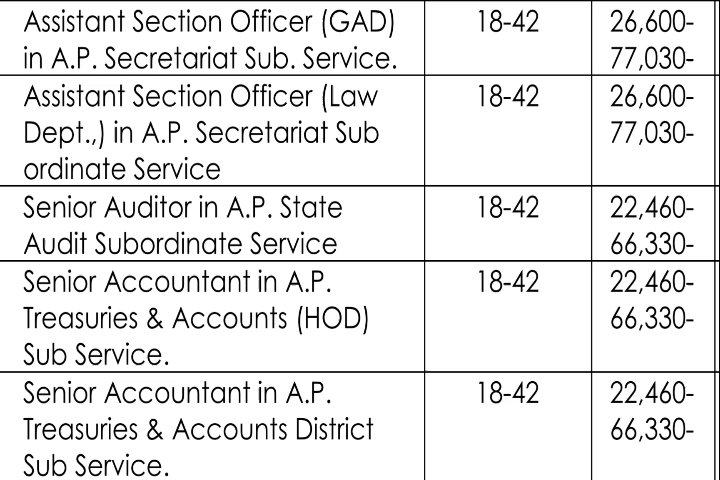 Assistant Section Officer (GAD) 18-42 26,600-
in A.P. Secretariat Sub. Service. 77,030-
Assistant Section Officer (Law 18-42 26,600-
Dept.,) in A.P. Secretariat Sub 77,030-
ordinate Service
Senior Auditor in A.P. State 18-42 22,460-
Audit Subordinate Service 66,330-
Senior Accountant in A.P. 18-42 22,460-
Treasuries & Accounts (HOD) 66,330-
Sub Service.
Senior Accountant in A.P. 18-42 22,460-
Treasuries & Accounts District 66,330-
Sub Service.